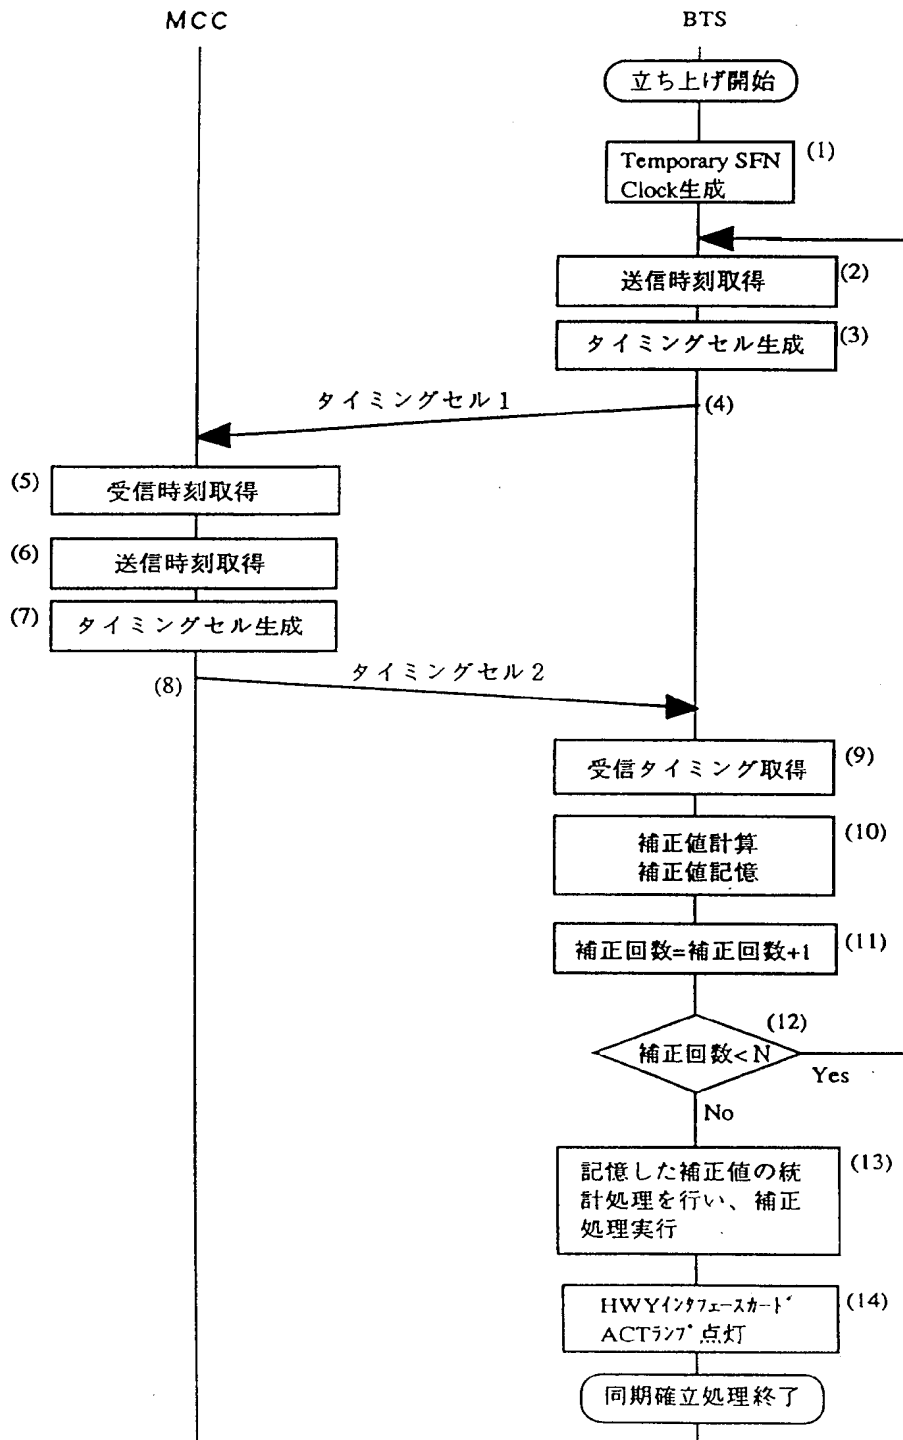 MCC
BTS
立ち上げ開始
Temporary SFN
Clock生成
(1)
送信時刻取得
(2)
タイミングセル生成
(3)
タイミングセル1
(4)
(5)
受信時刻取得
(6)
送信時刻取得
(7)
タイミングセル生成
(8)
タイミングセル2
受信タイミング取得
(9)
補正値計算
補正値記憶
(10)
補正回数=補正回数+1
(11)
(12)
補正回数<N
Yes
No
記憶した補正値の統
計処理を行い、補正
処理実行
(13)
HWYインタフェースカード
ACTランプ点灯
(14)
同期確立処理終了